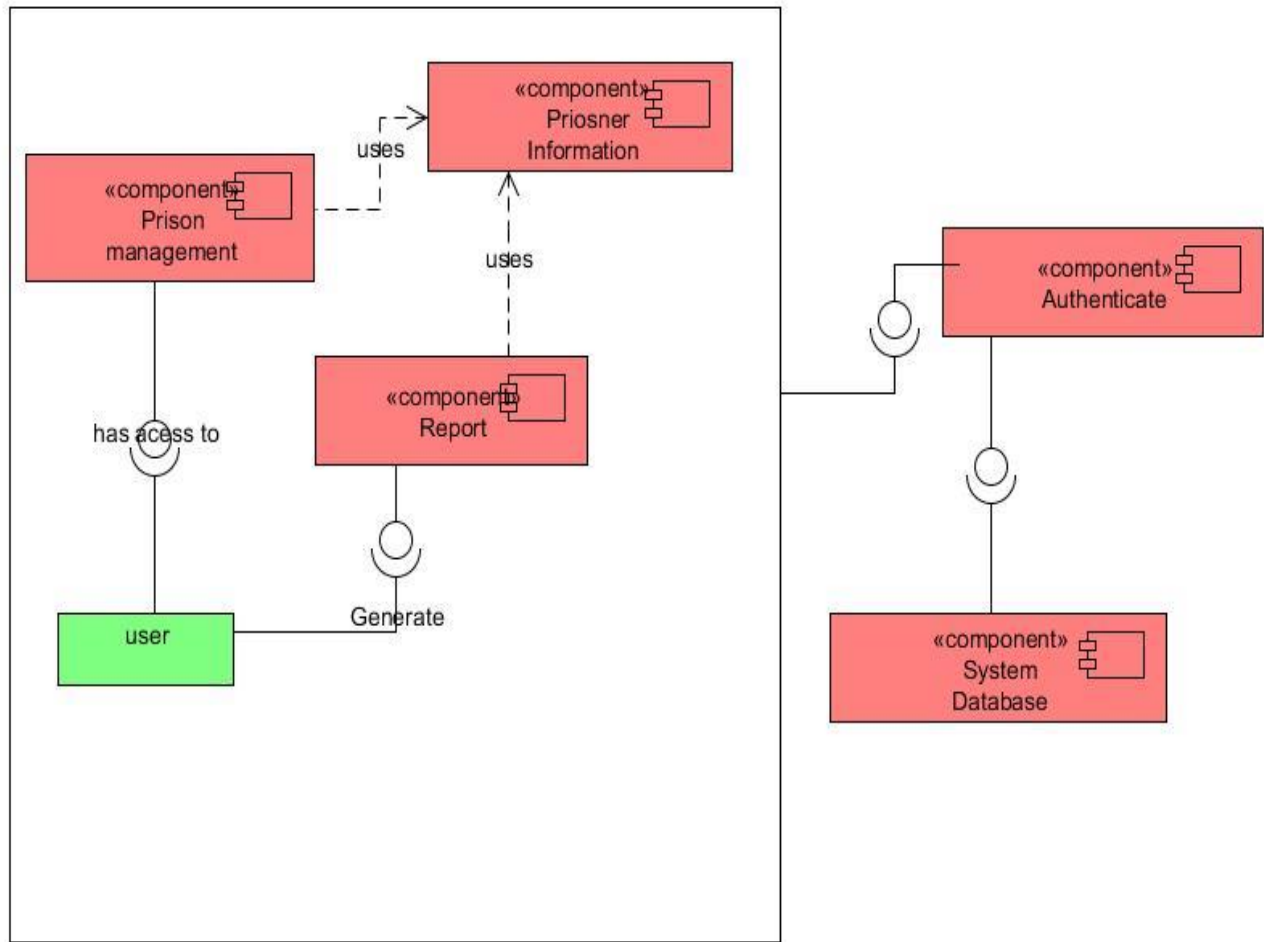 «component»
Priosner
Information
uses
«component»
Prison
management
uses
«component»
Authenticate
«component»
Report
has acess to
Generate
user
«component»
System
Database